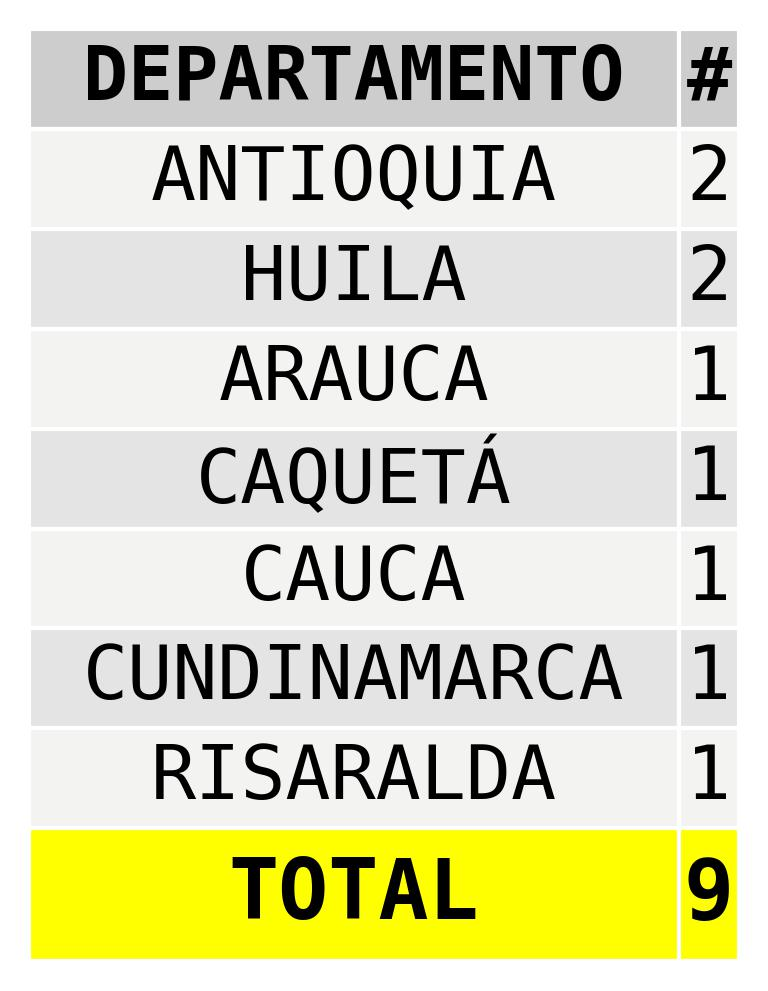 DEPARTAMENTO #
ANTIOQUIA 2
HUILA 2
ARAUCA 1
CAQUETÁ 1
CAUCA 1
CUNDINAMARCA 1
RISARALDA 1
TOTAL 9